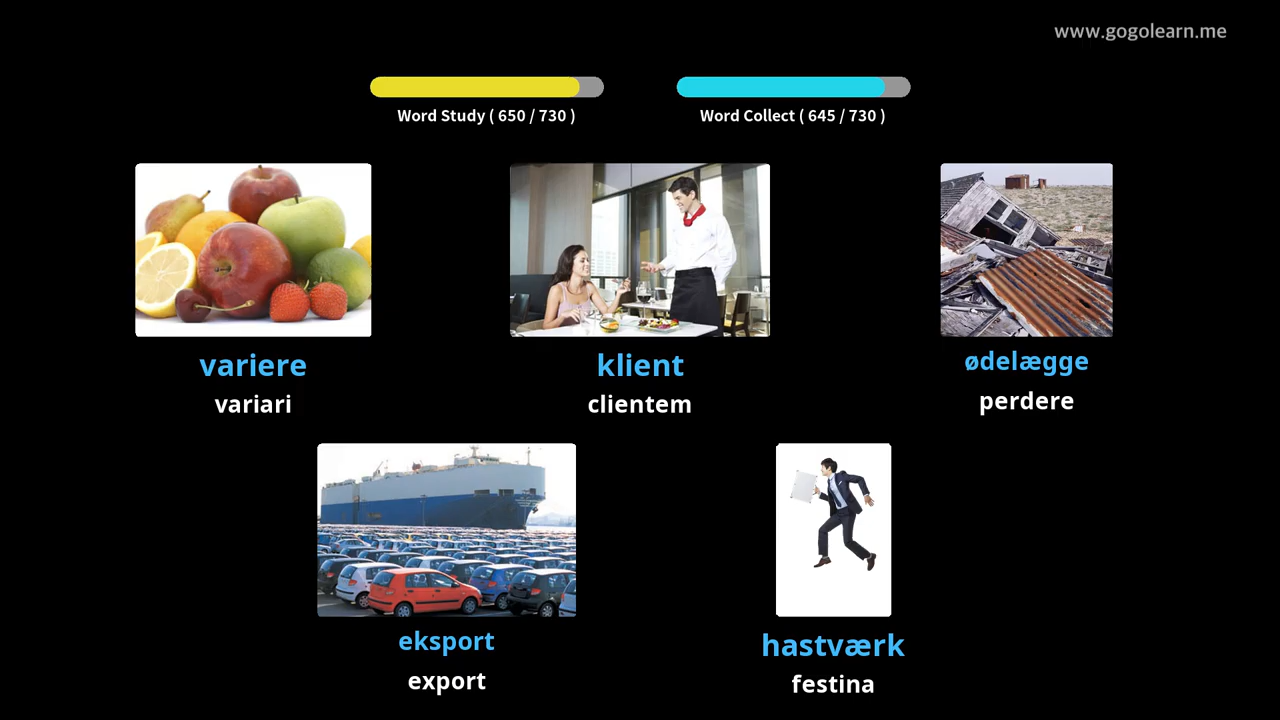 www.gogolearn.me
Word Study ( 650 / 730 )
Word Collect ( 645 / 730 )
variere
variari
klient
clientem
ødelægge
perdere
eksport
export
hastværk
festina